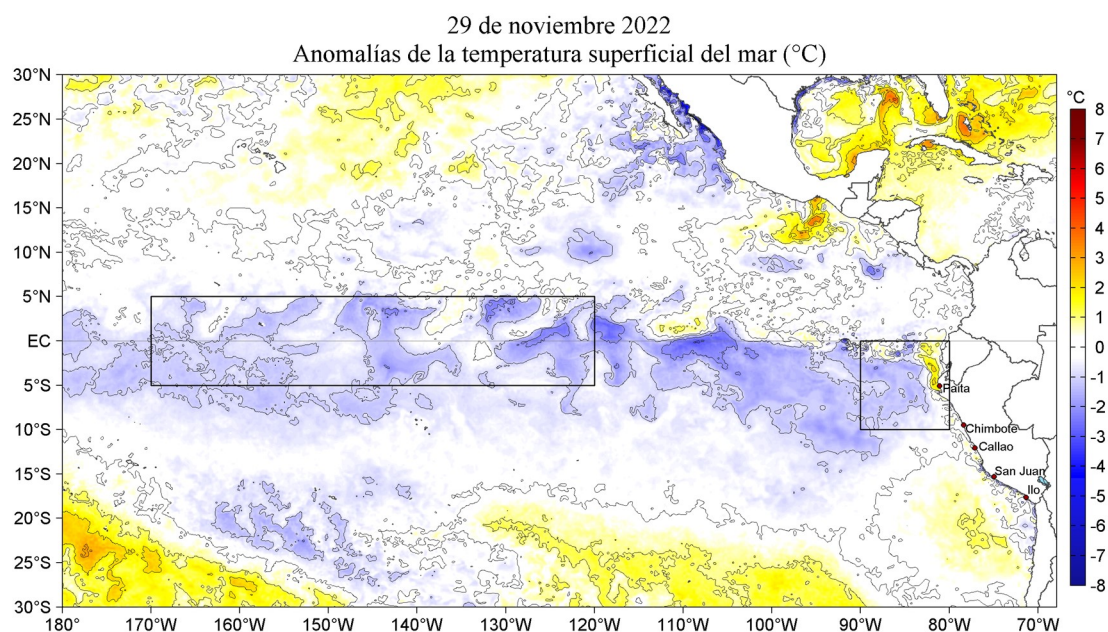 29 de noviembre 2022
Anomalías de la temperatura superficial del mar (°C)
30°N
25°N
20°N
15°N
10°N
5°N
EC
5°S
10°S
15°S
20°S
25°S
30°S
180 170°W 160°W 150°W 140°W 130°W 120°W 110°W 100°W 90°W 80°W 70°W
Paita
Chimbote
Callao
San Juan
Ilo
°C
8
7
6
5
4
3
2
1
0
-1
-2
-3
-4
-5
-6
-7
-8